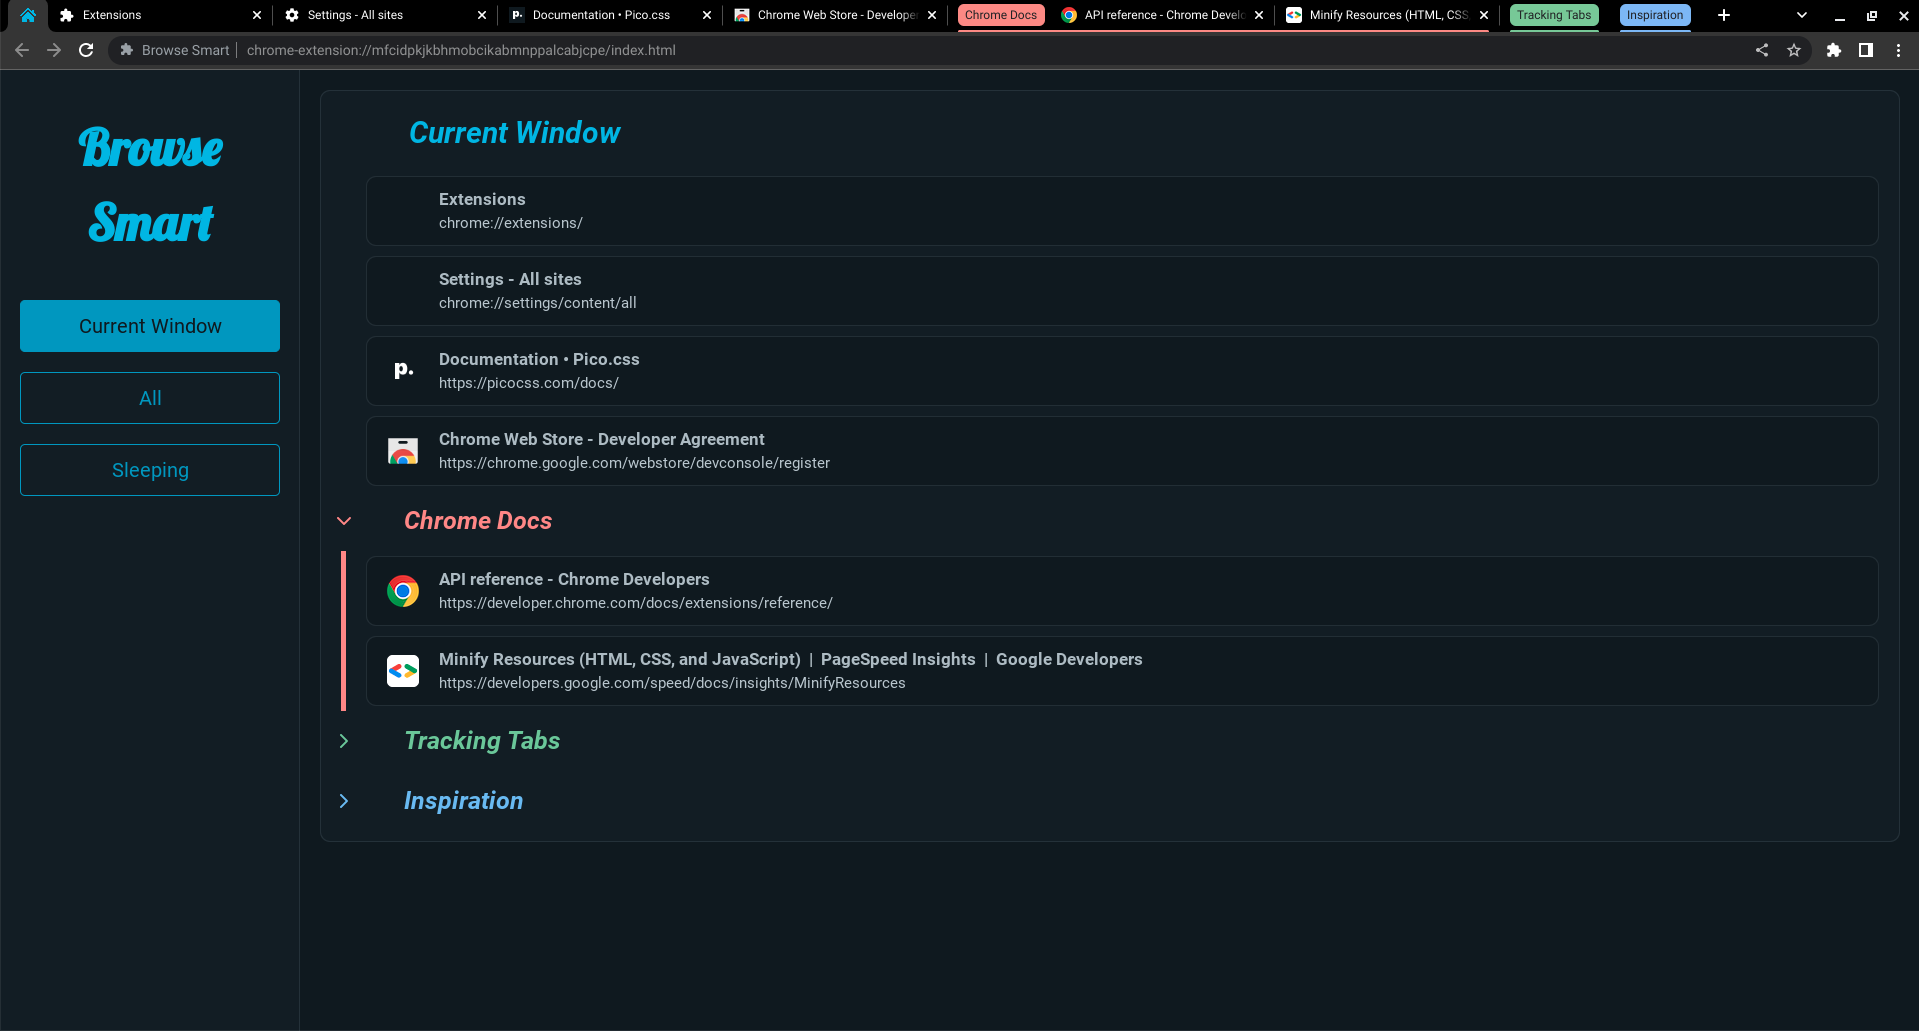 Extensions
Settings - All sites
p. Documentation • Pico.css
Chrome Web Store - Develope
Chrome Docs
API reference - Chrome Devel
Minify Resources (HTML, CSS,
Tracking Tabs
Inspiration
Browse Smart | chrome-extension://mfcidpkjkbhmobcikabmnppalcabjcpe/index.html
Browse
Smart
Current Window
All
Sleeping
Current Window
Extensions
chrome://extensions/
Settings - All sites
chrome://settings/content/all
p.
Documentation • Pico.css
https://picocss.com/docs/
Chrome Web Store - Developer Agreement
https://chrome.google.com/webstore/devconsole/register
Chrome Docs
API reference - Chrome Developers
https://developer.chrome.com/docs/extensions/reference/
Minify Resources (HTML, CSS, and JavaScript) | PageSpeed Insights | Google Developers
https://developers.google.com/speed/docs/insights/MinifyResources
Tracking Tabs
Inspiration